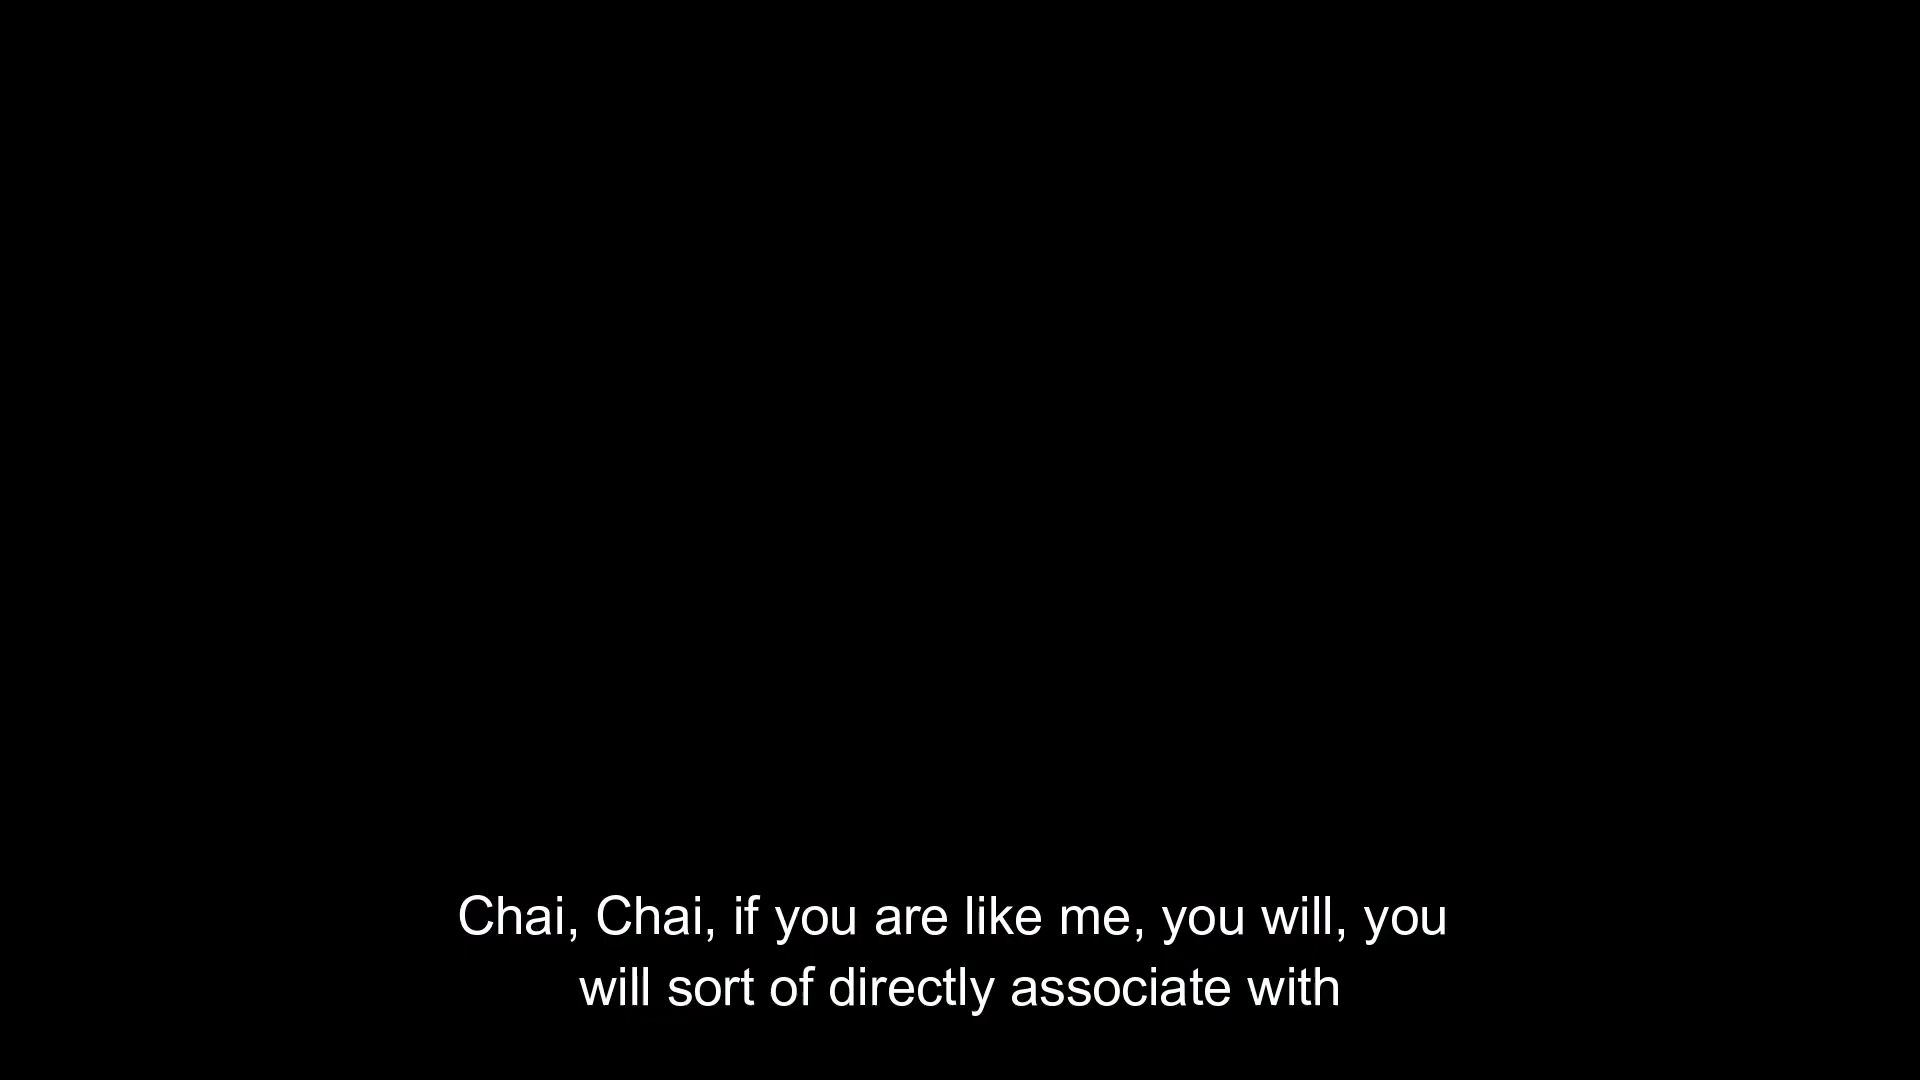 Chai, Chai, if you are like me, you will, you
will sort of directly associate with